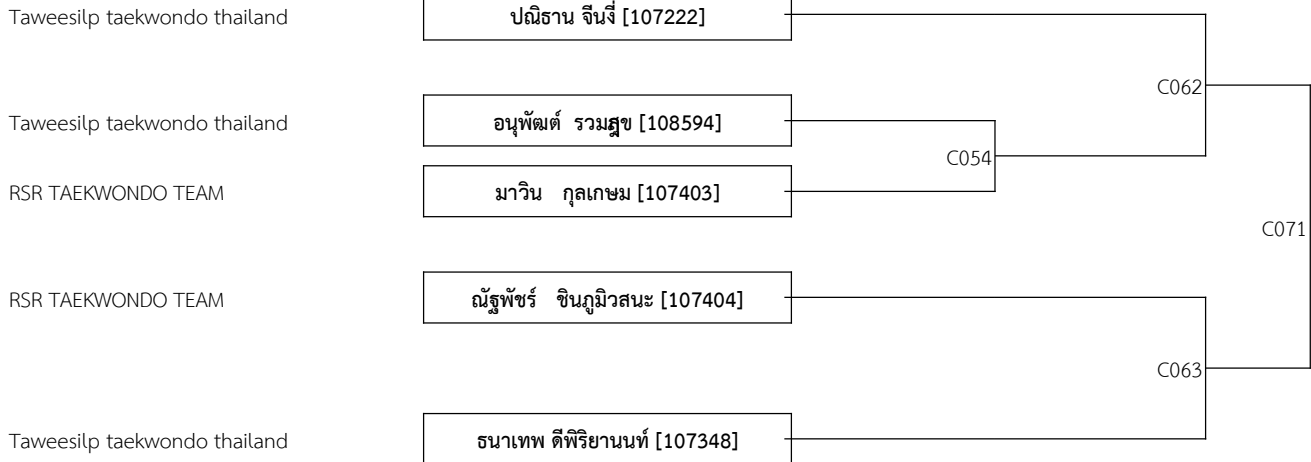 Taweesilp taekwondo thailand ปณิธาน จีนงี่ [107222]
C062
Taweesilp taekwondo thailand อนุพัฒต์ รวมสุข [108594]
C054
RSR TAEKWONDO TEAM มาวิน กุลเกษม [107403]
C071
RSR TAEKWONDO TEAM ณัฐพัชร์ ชินภูมิวสนะ [107404]
C063
Taweesilp taekwondo thailand ธนาเทพ ดีพิริยานนท์ [107348]